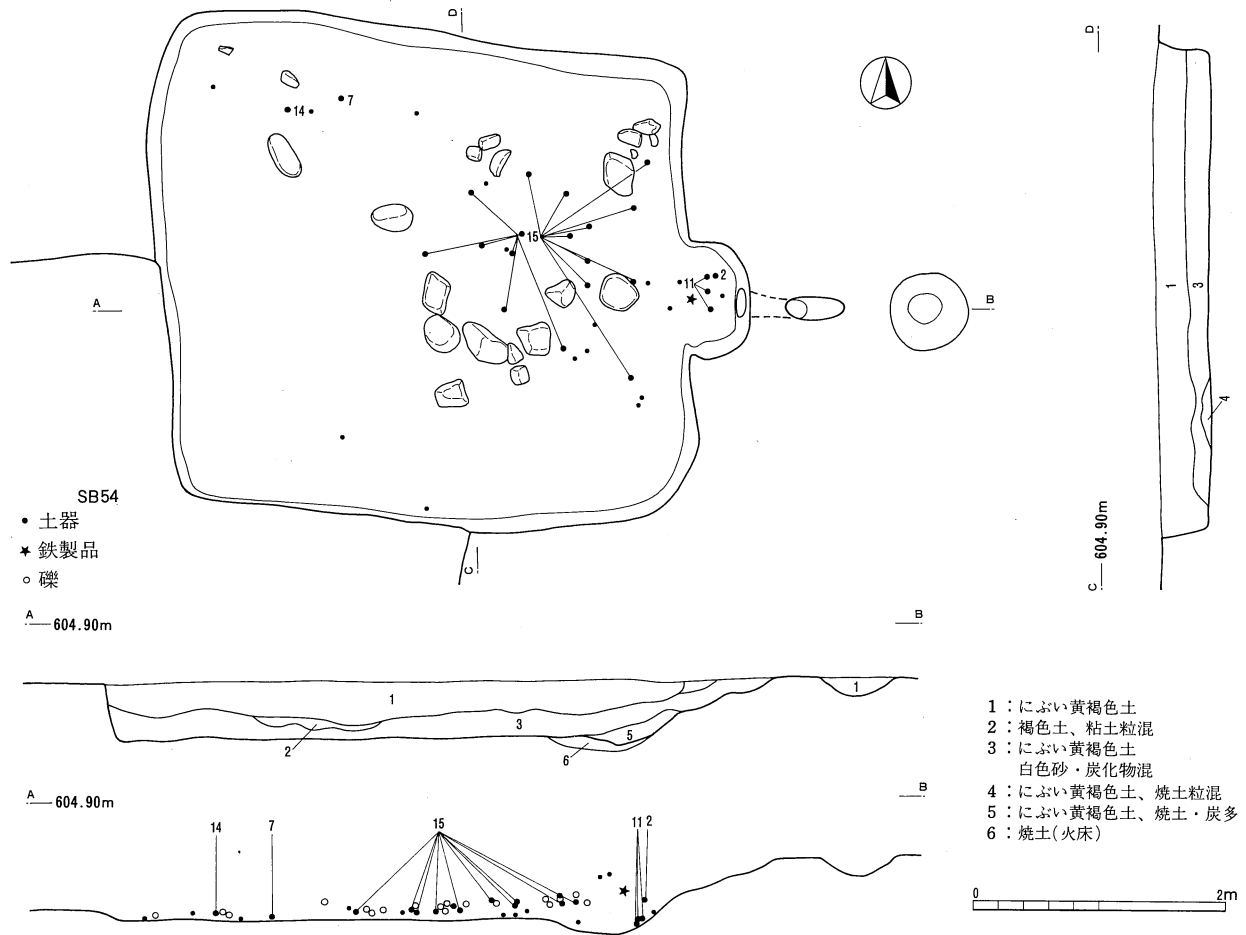 D
7
14
15
11
2
A
B
D
1
3
4
C
C — 604.90m
SB54
• 土器
★ 鉄製品
○ 礫
A
604.90m
B
1
1
3
2
5
6
1：にぶい黄褐色土
2：褐色土、粘土粒混
3：にぶい黄褐色土
白色砂・炭化物混
4：にぶい黄褐色土、焼土粒混
5：にぶい黄褐色土、焼土・炭多
6：焼土(火床)
A
604.90m
B
14
7
15
11
2
0
2m